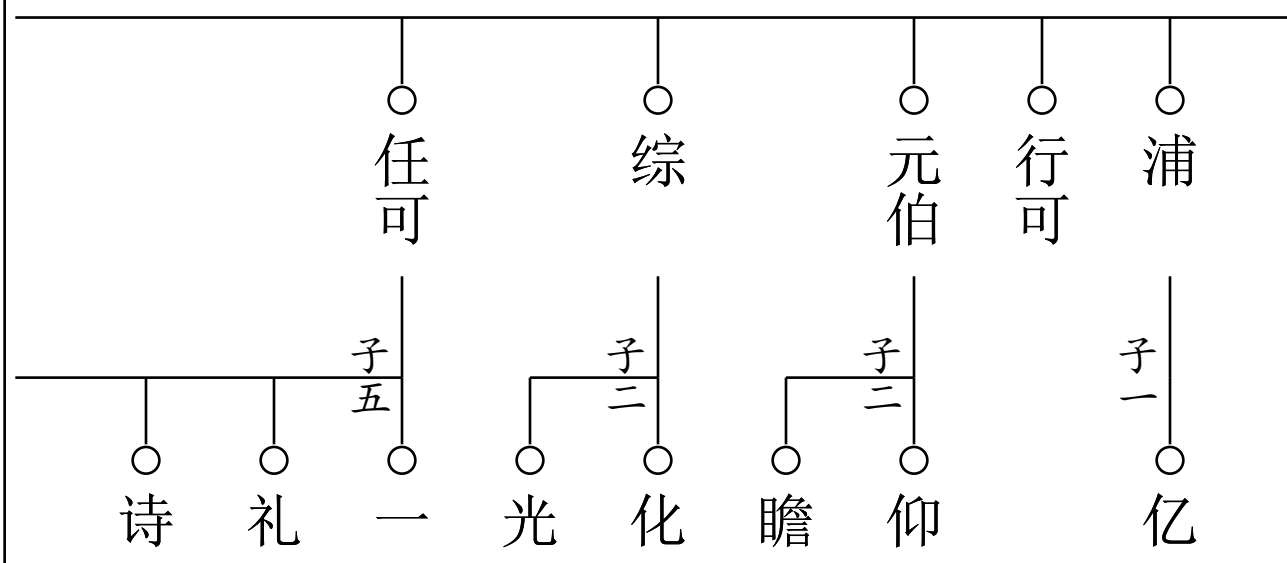 浦
行可
元伯
综
任可
子一
子二
子二
子五
亿
仰
瞻
化
光
一
礼
诗